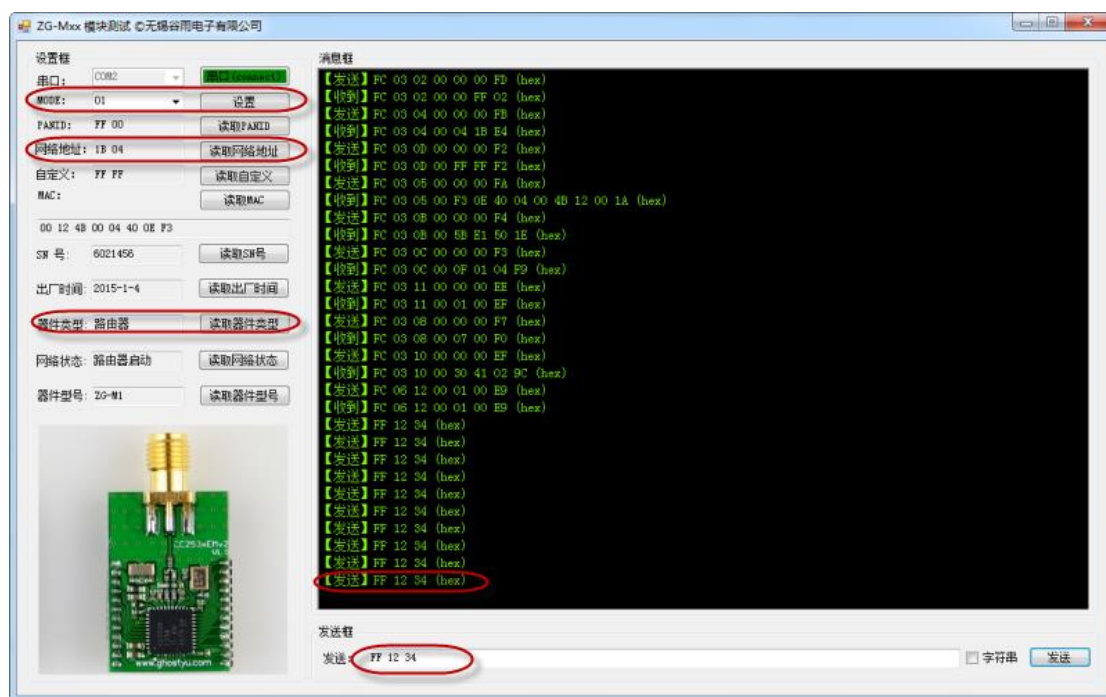 ZG-Mxx 模块测试 ©无锡谷雨电子有限公司
设置框
串口: COM2 串口(connect)
MODE: 01 设置
PANID: FF 00 读取PANID
网络地址: 1B 04 读取网络地址
自定义: FF FF 读取自定义
MAC: 读取MAC
00 12 4B 00 04 40 0E F3
SN 号: 6021456 读取SN号
出厂时间: 2015-1-4 读取出厂时间
器件类型: 路由器 读取器件类型
网络状态: 路由器启动 读取网络状态
器件型号: ZG-M1 读取器件型号
CC253xEMv2
V1.
www.ghostyu.com
消息框
【发送】FC 03 02 00 00 00 FD (hex)
【收到】FC 03 02 00 00 FF 02 (hex)
【发送】FC 03 04 00 00 00 FB (hex)
【收到】FC 03 04 00 04 1B E4 (hex)
【发送】FC 03 0D 00 00 00 F2 (hex)
【收到】FC 03 0D 00 FF FF F2 (hex)
【发送】FC 03 05 00 00 00 FA (hex)
【收到】FC 03 05 00 F3 0E 40 04 00 4B 12 00 1A (hex)
【发送】FC 03 0B 00 00 00 F4 (hex)
【收到】FC 03 0B 00 5B E1 50 1E (hex)
【发送】FC 03 0C 00 00 00 F3 (hex)
【收到】FC 03 0C 00 0F 01 04 F9 (hex)
【发送】FC 03 11 00 00 00 EE (hex)
【收到】FC 03 11 00 01 00 EF (hex)
【发送】FC 03 08 00 00 00 F7 (hex)
【收到】FC 03 08 00 07 00 F0 (hex)
【发送】FC 03 10 00 00 00 EF (hex)
【收到】FC 03 10 00 30 41 02 9C (hex)
【发送】FC 06 12 00 01 00 E9 (hex)
【收到】FC 06 12 00 01 00 E9 (hex)
【发送】FF 12 34 (hex)
【发送】FF 12 34 (hex)
【发送】FF 12 34 (hex)
【发送】FF 12 34 (hex)
【发送】FF 12 34 (hex)
【发送】FF 12 34 (hex)
【发送】FF 12 34 (hex)
【发送】FF 12 34 (hex)
【发送】FF 12 34 (hex)
【发送】FF 12 34 (hex)
发送框
发送: FF 12 34 字符串 发送